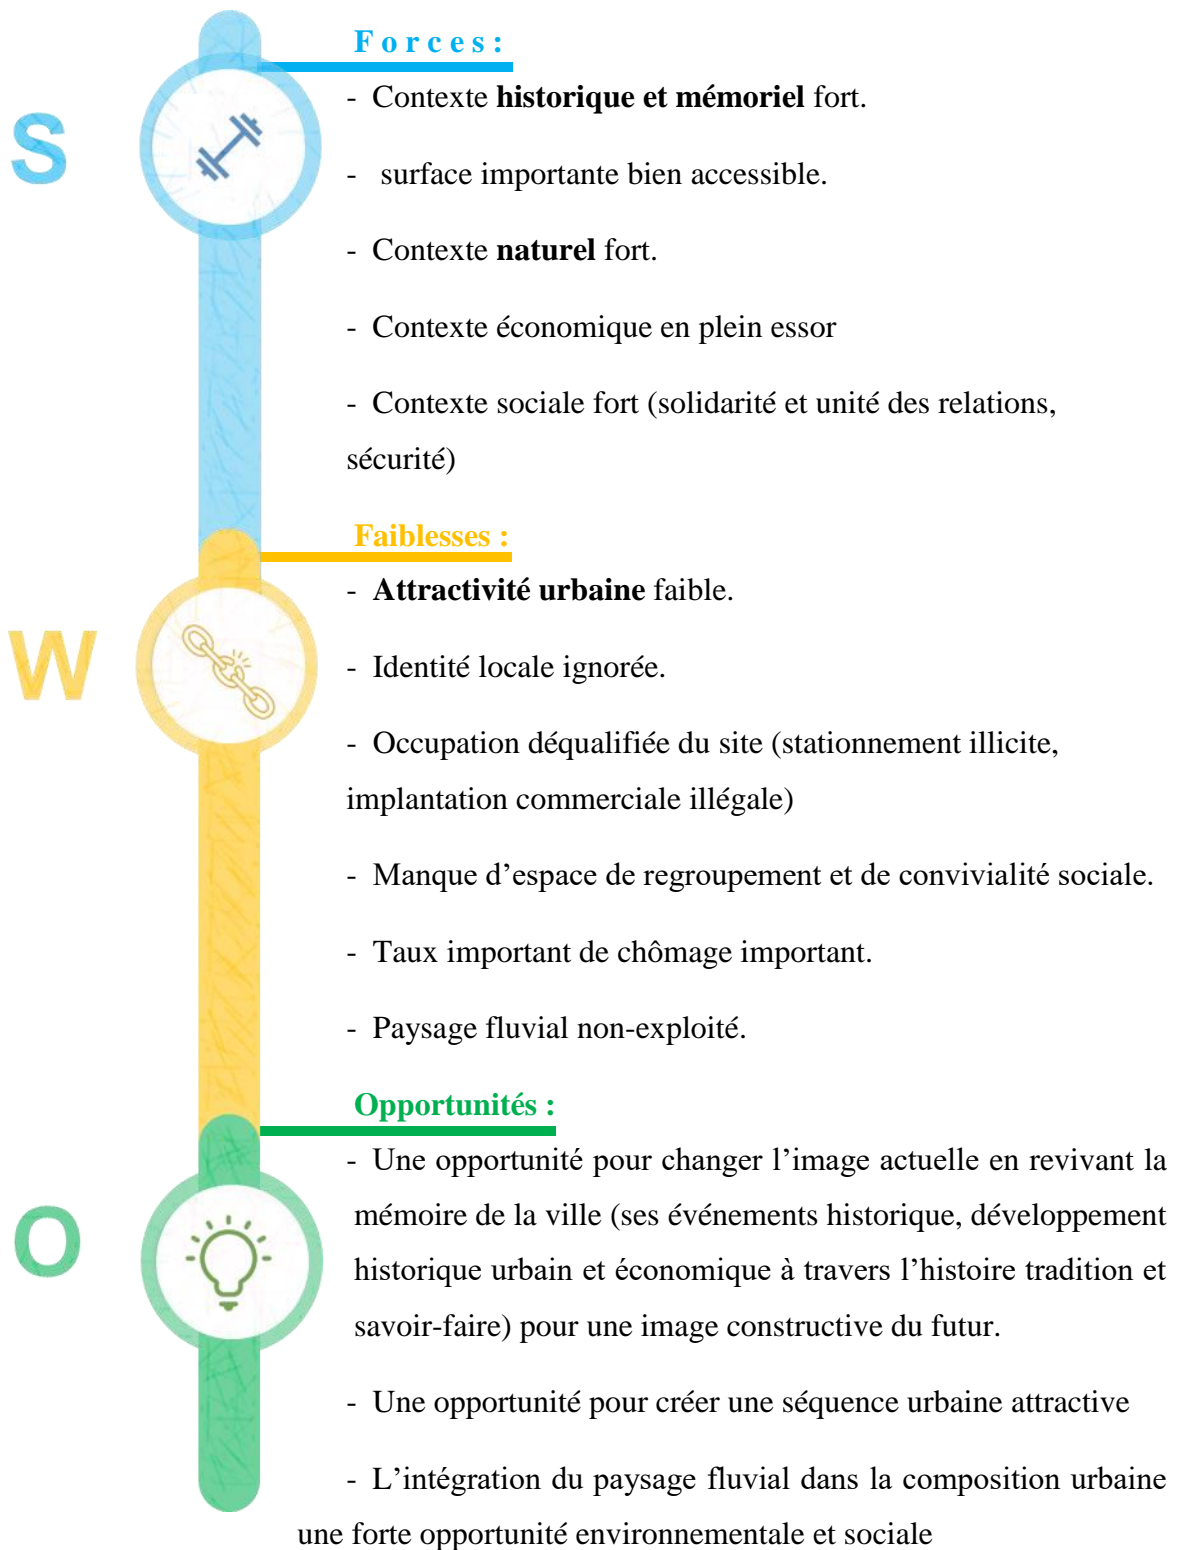 S
F o r c e s :
- Contexte historique et mémoriel fort.
- surface importante bien accessible.
- Contexte naturel fort.
- Contexte économique en plein essor
- Contexte sociale fort (solidarité et unité des relations,
sécurité)
W
Faiblesses :
- Attractivité urbaine faible.
- Identité locale ignorée.
- Occupation déqualifiée du site (stationnement illicite,
implantation commerciale illégale)
- Manque d’espace de regroupement et de convivialité sociale.
- Taux important de chômage important.
- Paysage fluvial non-exploité.
O
Opportunités :
- Une opportunité pour changer l’image actuelle en revivant la
mémoire de la ville (ses événements historique, développement
historique urbain et économique à travers l’histoire tradition et
savoir-faire) pour une image constructive du futur.
- Une opportunité pour créer une séquence urbaine attractive
- L’intégration du paysage fluvial dans la composition urbaine
une forte opportunité environnementale et sociale